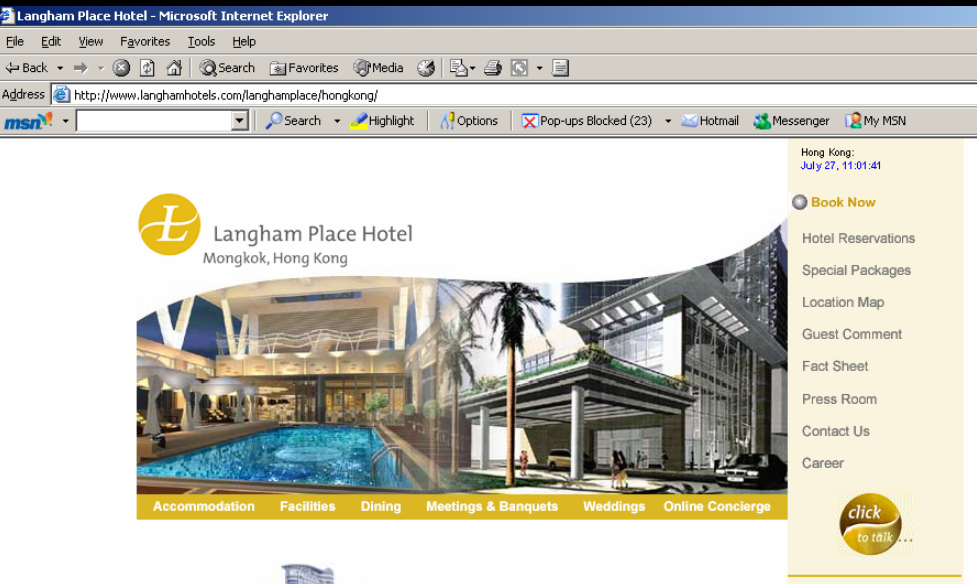 Langham Place Hotel - Microsoft Internet Explorer
File Edit View Favorites Tools Help
Back Search Favorites Media
Address http://www.langhamhotels.com/langhamplace/hongkong/
msn Search Highlight Options Pop-ups Blocked (23) Hotmail Messenger My MSN
Hong Kong:
July 27, 11:01:41
Book Now
L
Langham Place Hotel
Mongkok, Hong Kong
Hotel Reservations
Special Packages
Location Map
Guest Comment
Fact Sheet
Press Room
Contact Us
Career
click
to talk...
Accommodation Facilities Dining Meetings & Banquets Weddings Online Concierge